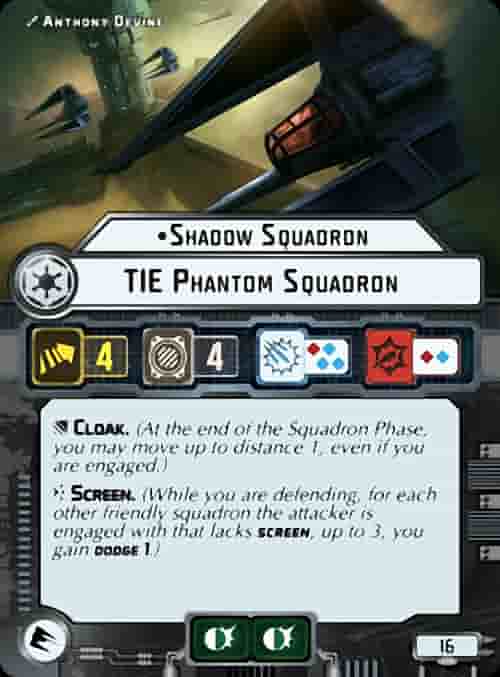 Anthony Devine
•Shadow Squadron
TIE Phantom Squadron
4 4
Cloak. (At the end of the Squadron Phase,
you may move up to distance 1, even if you
are engaged.)
Screen. (While you are defending, for each
other friendly squadron the attacker is
engaged with that lacks screen, up to 3, you
gain dodge 1.)
16